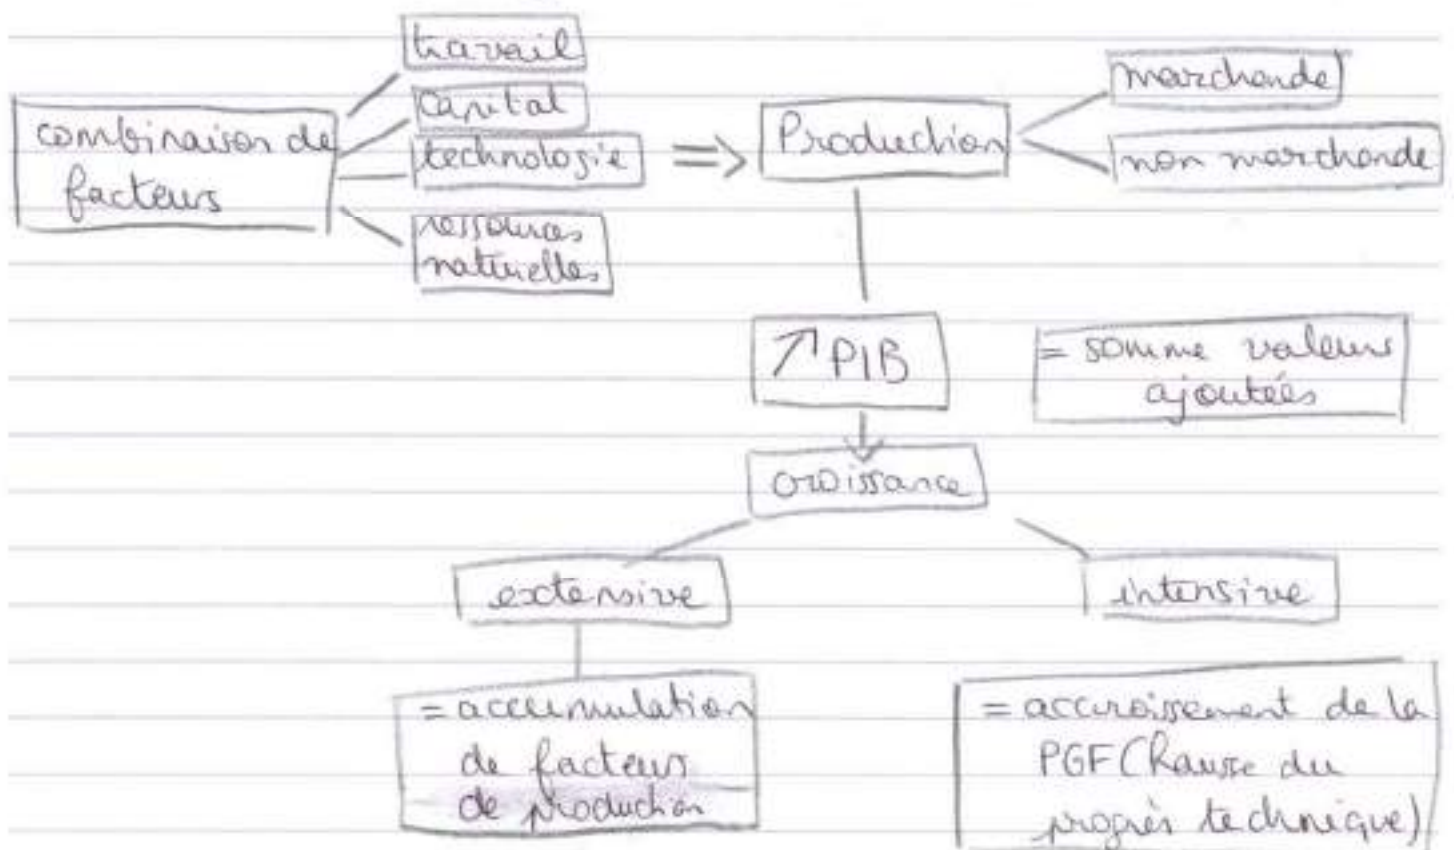 travail
capital
technologie
ressources
naturelles
combinaison de
facteurs
=>
Production
marchande
non marchande
↗ PIB
= somme valeurs
ajoutées
croissance
extensive
intensive
= accumulation
de facteurs
de production
= accroissement de la
PGF (hausse du
progrès technique)